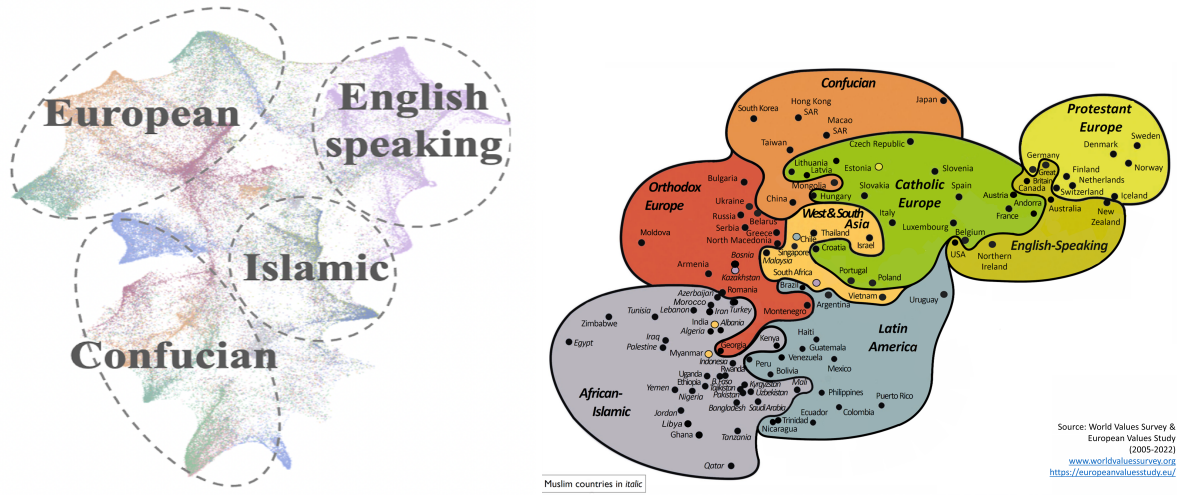 European
English
speaking
Islamic
Confucian
Confucian
Hong Kong
SAR
Japan
South Korea
Macao
SAR
Taiwan
Protestant
Europe
Sweden
Denmark
Norway
Germany
Great
Britain
Finland
Netherlands
Canada
Switzerland
Iceland
Czech Republic
Lithuania
Latvia
Estonia
Slovenia
Mongolia
Hungary
Slovakia
Catholic
Europe
Spain
Austria
Andorra
France
Australia
New
Zealand
China
Italy
Luxembourg
Belgium
USA
Northern
Ireland
English-Speaking
Orthodox
Europe
Bulgaria
Ukraine
Belarus
Russia
Serbia
Greece
North Macedonia
Moldova
Bosnia
Kazakhstan
Armenia
Romania
West & South
Asia
Chile
Thailand
Israel
Singapore
Croatia
Malaysia
South Africa
Portugal
Poland
Brazil
Vietnam
Argentina
Uruguay
Montenegro
Azerbaijan
Morocco
Tunisia
Lebanon
Iran
Turkey
Zimbabwe
India
Albania
Algeria
Georgia
Egypt
Iraq
Palestine
Myanmar
Indonesia
Kenya
Haiti
Guatemala
Latin
America
Peru
Venezuela
Mexico
Bolivia
Rwanda
Uganda
B. Faso
Ethiopia
Tajikistan
Kyrgyzstan
Mali
Yemen
Nigeria
Pakistan
Uzbekistan
Philippines
Puerto Rico
African-
Islamic
Bangladesh
Saudi Arabia
Jordan
Ecuador
Colombia
Libya
Trinidad
Nicaragua
Ghana
Tanzania
Qatar
Muslim countries in italic
Source: World Values Survey &
European Values Study
(2005-2022)
www.worldvaluessurvey.org
https://europeanvaluesstudy.eu/